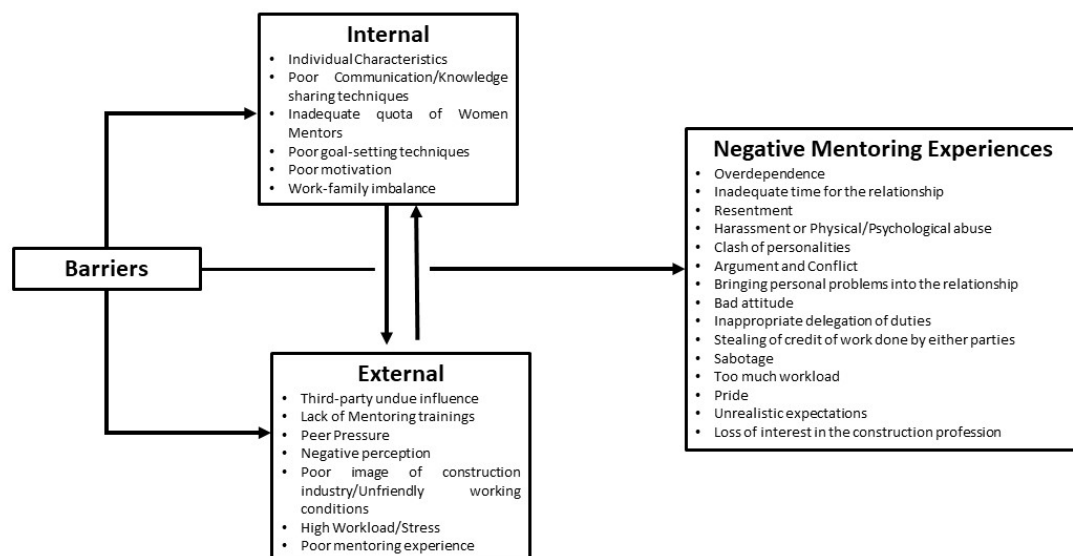 Internal
• Individual Characteristics
• Poor Communication/Knowledge
sharing techniques
• Inadequate quota of Women
Mentors
• Poor goal-setting techniques
• Poor motivation
• Work-family imbalance
Barriers
External
• Third-party undue influence
• Lack of Mentoring trainings
• Peer Pressure
• Negative perception
• Poor image of construction
industry/Unfriendly working
conditions
• High Workload/Stress
• Poor mentoring experience
Negative Mentoring Experiences
• Overdependence
• Inadequate time for the relationship
• Resentment
• Harassment or Physical/Psychological abuse
• Clash of personalities
• Argument and Conflict
• Bringing personal problems into the relationship
• Bad attitude
• Inappropriate delegation of duties
• Stealing of credit of work done by either parties
• Sabotage
• Too much workload
• Pride
• Unrealistic expectations
• Loss of interest in the construction profession